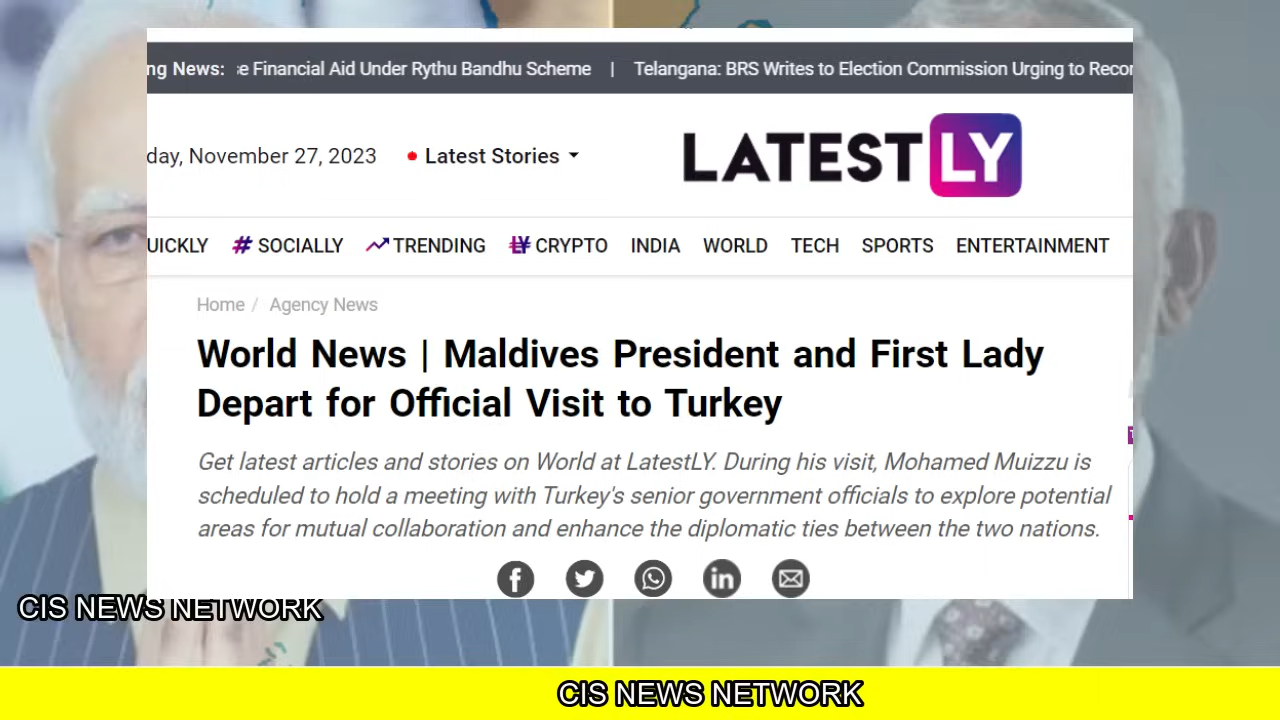 ng News: se Financial Aid Under Rythu Bandhu Scheme | Telangana: BRS Writes to Election Commission Urging to Recor
day, November 27, 2023 Latest Stories LATESTLY
UICKLY # SOCIALLY TRENDING CRYPTO INDIA WORLD TECH SPORTS ENTERTAINMENT
Home / Agency News
World News | Maldives President and First Lady
Depart for Official Visit to Turkey
Get latest articles and stories on World at LatestLY. During his visit, Mohamed Muizzu is
scheduled to hold a meeting with Turkey's senior government officials to explore potential
areas for mutual collaboration and enhance the diplomatic ties between the two nations.
CIS NEWS NETWORK
CIS NEWS NETWORK